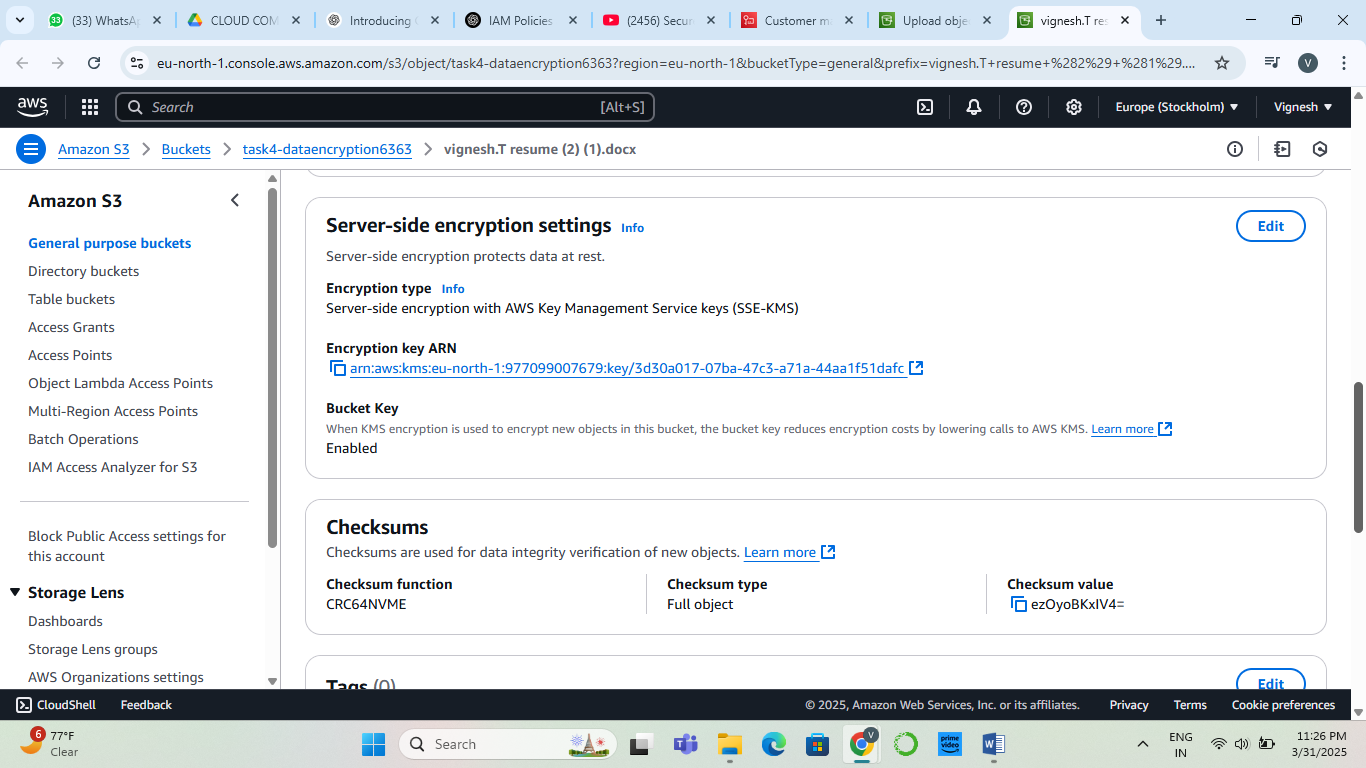 33
(33) WhatsA
CLOUD COM
Introducing
IAM Policies
(2456) Secur
Customer m
Upload obje
vignesh.T res
eu-north-1.console.aws.amazon.com/s3/object/task4-dataencryption6363?region=eu-north-1&bucketType=general&prefix=vignesh.T+resume+%282%29+%281%29....
V
aws
Search
[Alt+S]
Europe (Stockholm)
Vignesh
Amazon S3
Buckets
task4-dataencryption6363
vignesh.T resume (2) (1).docx
Amazon S3
General purpose buckets
Directory buckets
Table buckets
Access Grants
Access Points
Object Lambda Access Points
Multi-Region Access Points
Batch Operations
IAM Access Analyzer for S3
Block Public Access settings for
this account
Storage Lens
Dashboards
Storage Lens groups
AWS Organizations settings
Server-side encryption settings Info
Edit
Server-side encryption protects data at rest.
Encryption type Info
Server-side encryption with AWS Key Management Service keys (SSE-KMS)
Encryption key ARN
arn:aws:kms:eu-north-1:977099007679:key/3d30a017-07ba-47c3-a71a-44aa1f51dafc
Bucket Key
When KMS encryption is used to encrypt new objects in this bucket, the bucket key reduces encryption costs by lowering calls to AWS KMS. Learn more
Enabled
Checksums
Checksums are used for data integrity verification of new objects. Learn more
Checksum function
CRC64NVME
Checksum type
Full object
Checksum value
ezOyoBKxIV4=
Tags (0)
Edit
CloudShell
Feedback
© 2025, Amazon Web Services, Inc. or its affiliates.
Privacy
Terms
Cookie preferences
6
77°F
Clear
Search
V
prime
video
ENG
IN
11:26 PM
3/31/2025